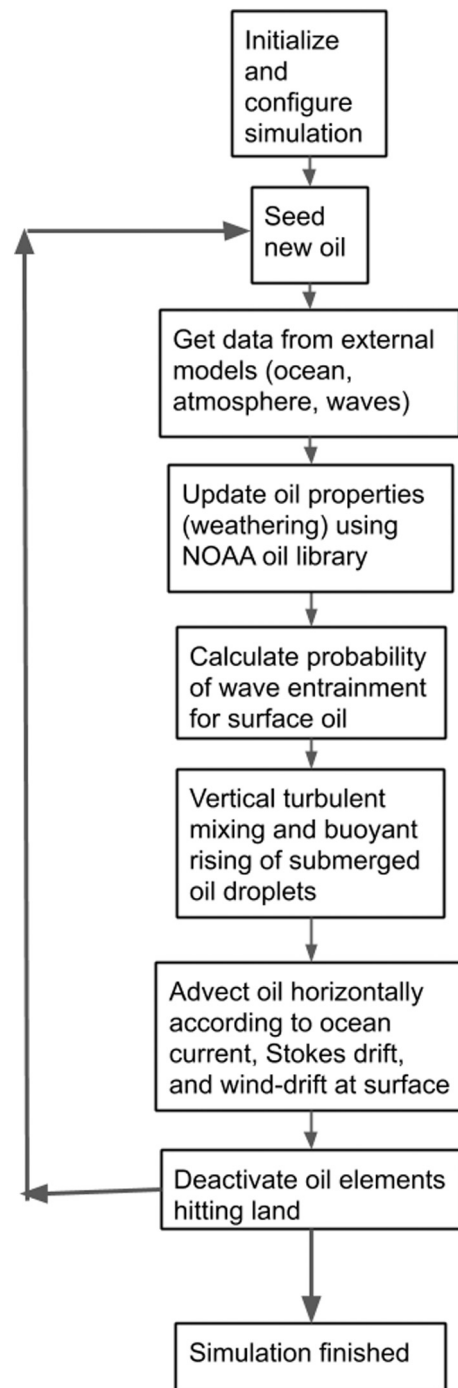 Initialize
and
configure
simulation
Seed
new oil
Get data from external
models (ocean,
atmosphere, waves)
Update oil properties
(weathering) using
NOAA oil library
Calculate probability
of wave entrainment
for surface oil
Vertical turbulent
mixing and buoyant
rising of submerged
oil droplets
Advect oil horizontally
according to ocean
current, Stokes drift,
and wind-drift at surface
Deactivate oil elements
hitting land
Simulation finished